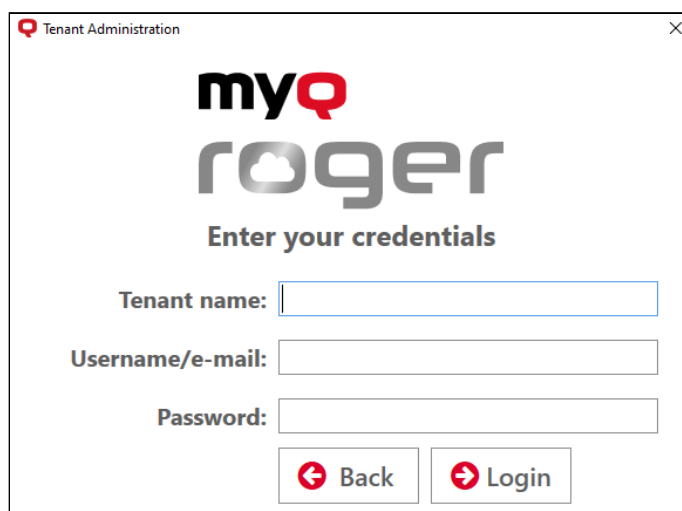 Tenant Administration
myQ
roger
Enter your credentials
Tenant name:
Username/e-mail:
Password:
Back
Login